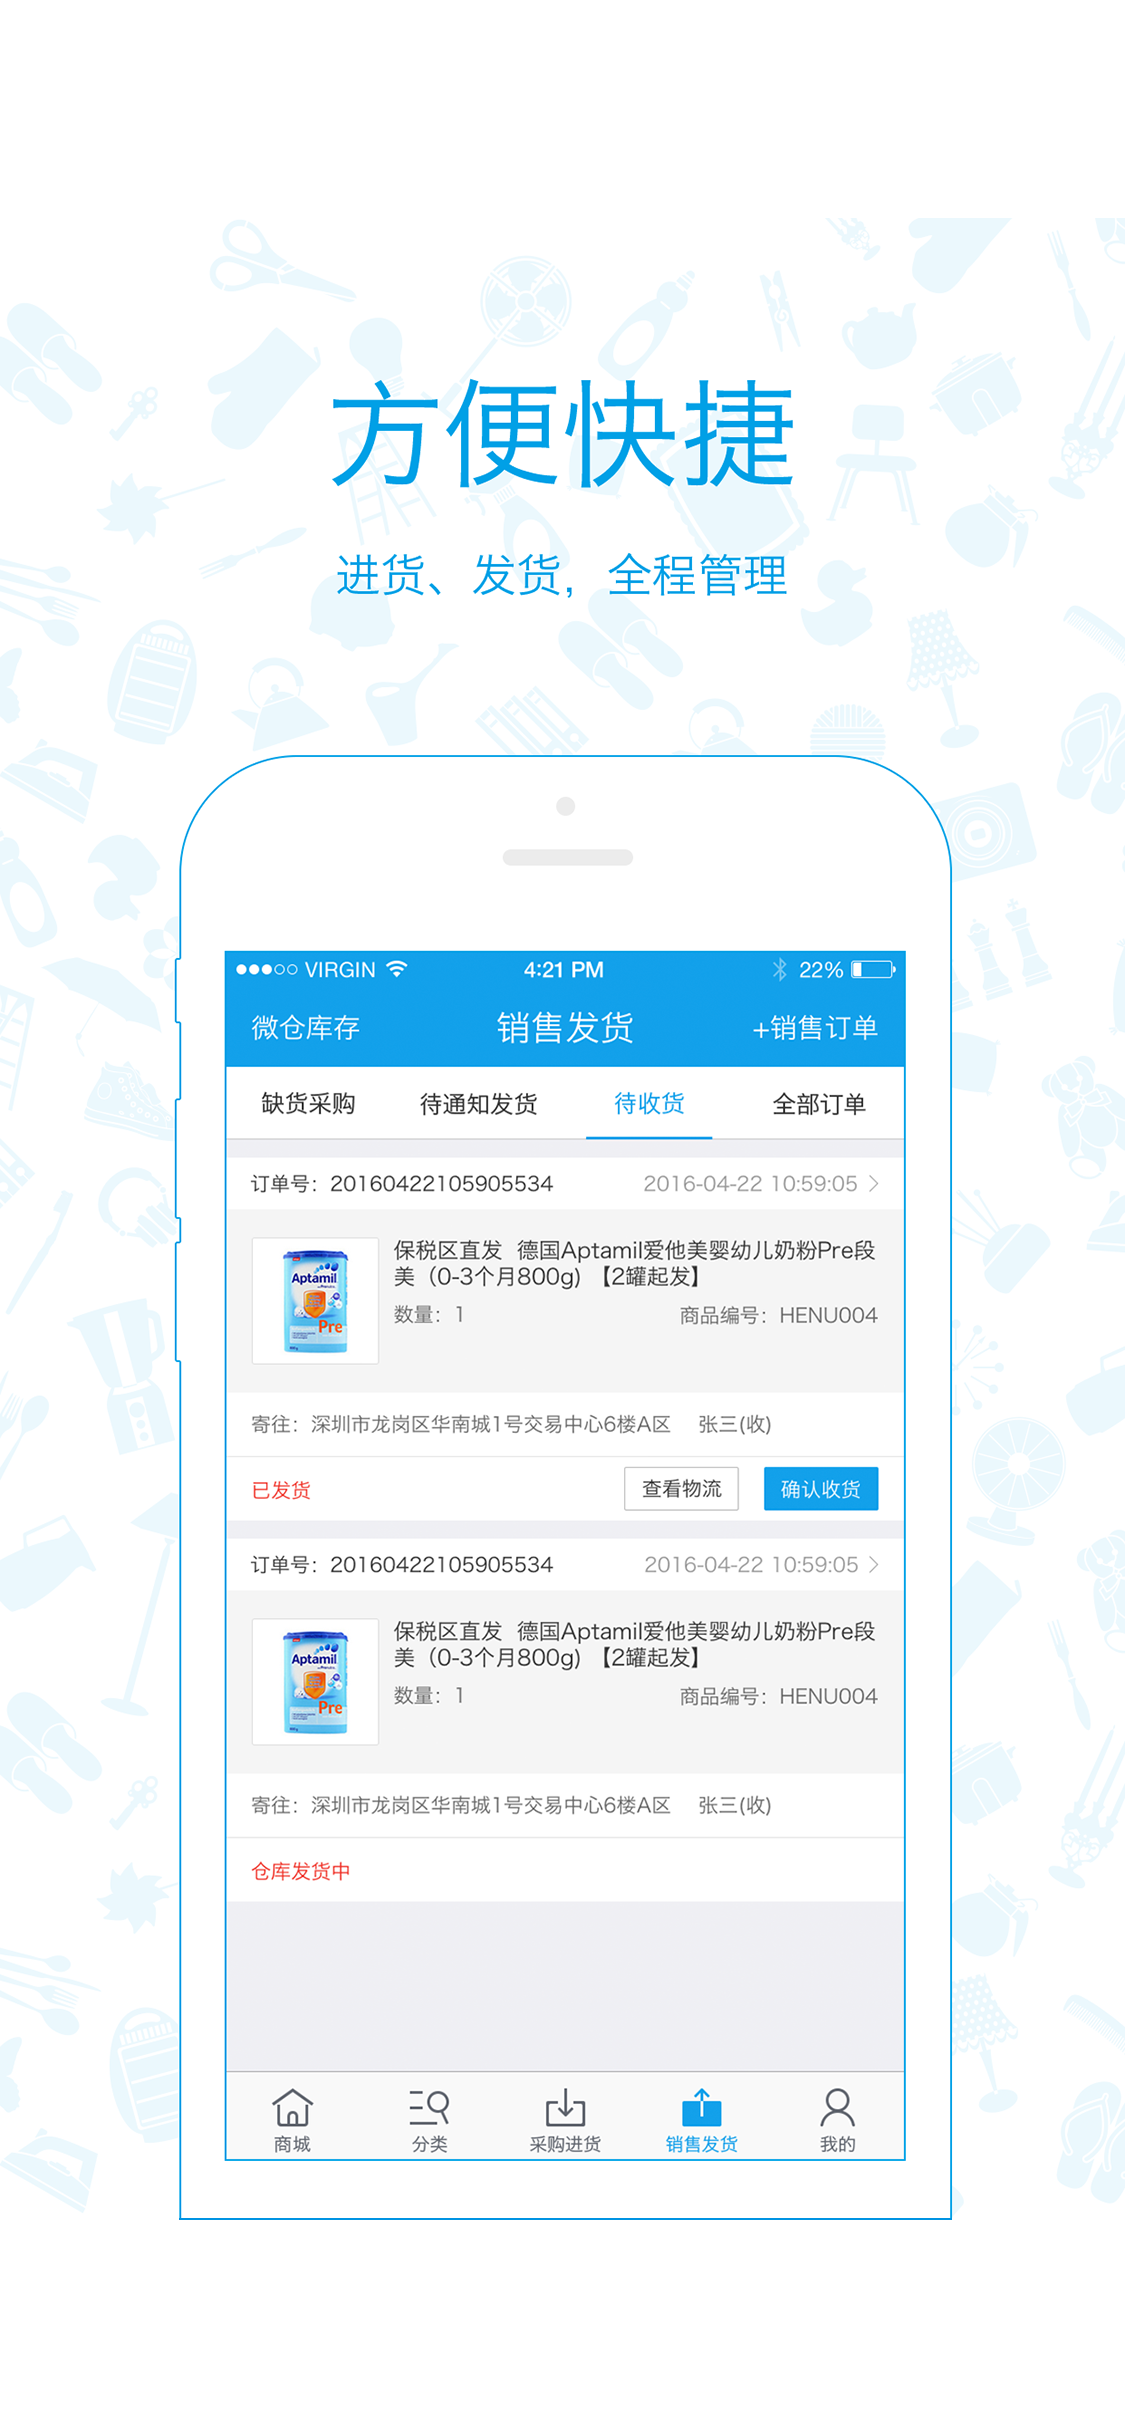 方便快捷
进货、发货，全程管理
VIRGIN 4:21 PM 22%
微仓库存 销售发货 +销售订单
缺货采购 待通知发货 待收货 全部订单
订单号：20160422105905534 2016-04-22 10:59:05
保税区直发 德国Aptamil爱他美婴幼儿奶粉Pre段
美（0-3个月800g）【2罐起发】
数量：1 商品编号：HENU004
Aptamil
Pre
寄往：深圳市龙岗区华南城1号交易中心6楼A区 张三(收)
已发货 查看物流 确认收货
订单号：20160422105905534 2016-04-22 10:59:05
保税区直发 德国Aptamil爱他美婴幼儿奶粉Pre段
美（0-3个月800g）【2罐起发】
数量：1 商品编号：HENU004
Aptamil
Pre
寄往：深圳市龙岗区华南城1号交易中心6楼A区 张三(收)
仓库发货中
商城 分类 采购进货 销售发货 我的